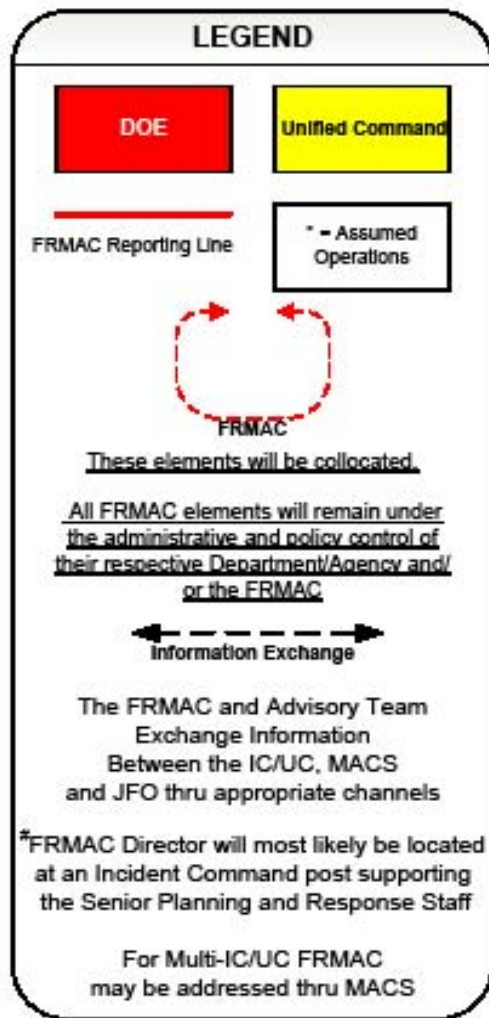 LEGEND
DOE
Unified Command
FRMAC Reporting Line
* = Assumed
Operations
FRMAC
These elements will be collocated.
All FRMAC elements will remain under
the administrative and policy control of
their respective Department/Agency and/
or the FRMAC
Information Exchange
The FRMAC and Advisory Team
Exchange Information
Between the IC/UC, MACS
and JFO thru appropriate channels
#FRMAC Director will most likely be located
at an Incident Command post supporting
the Senior Planning and Response Staff
For Multi-IC/UC FRMAC
may be addressed thru MACS